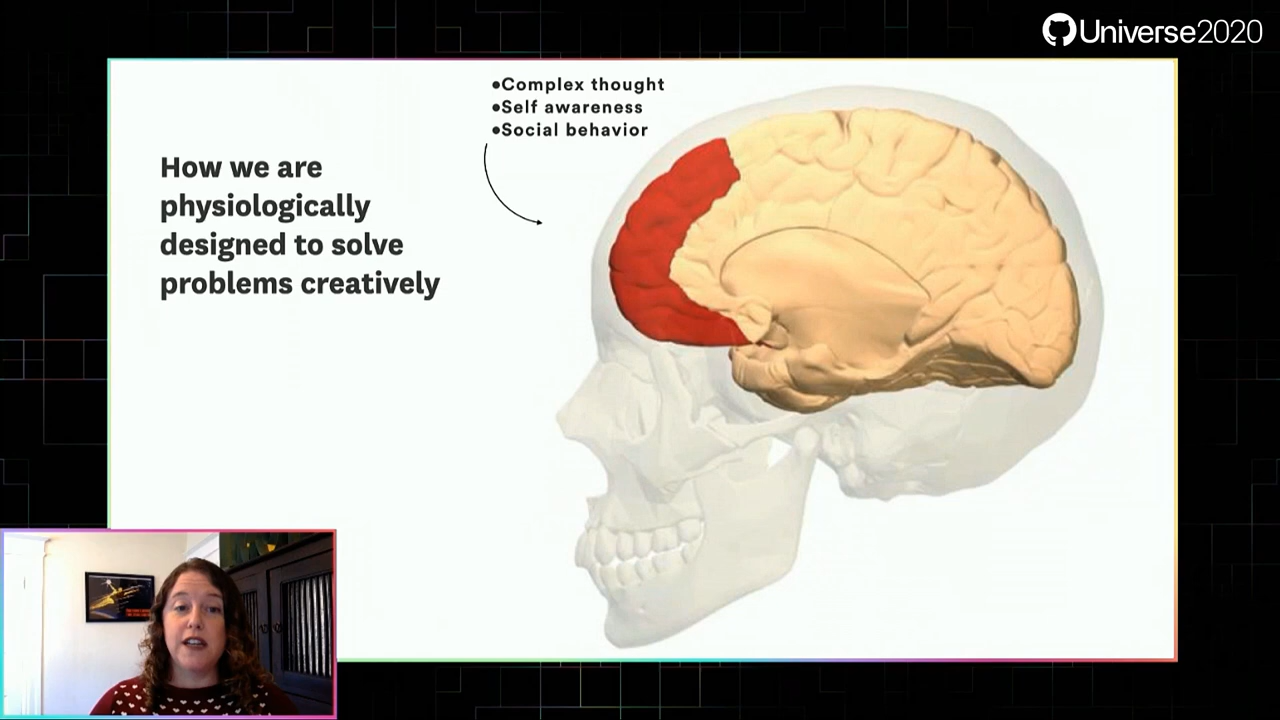 Universe2020
•Complex thought
•Self awareness
•Social behavior
How we are
physiologically
designed to solve
problems creatively